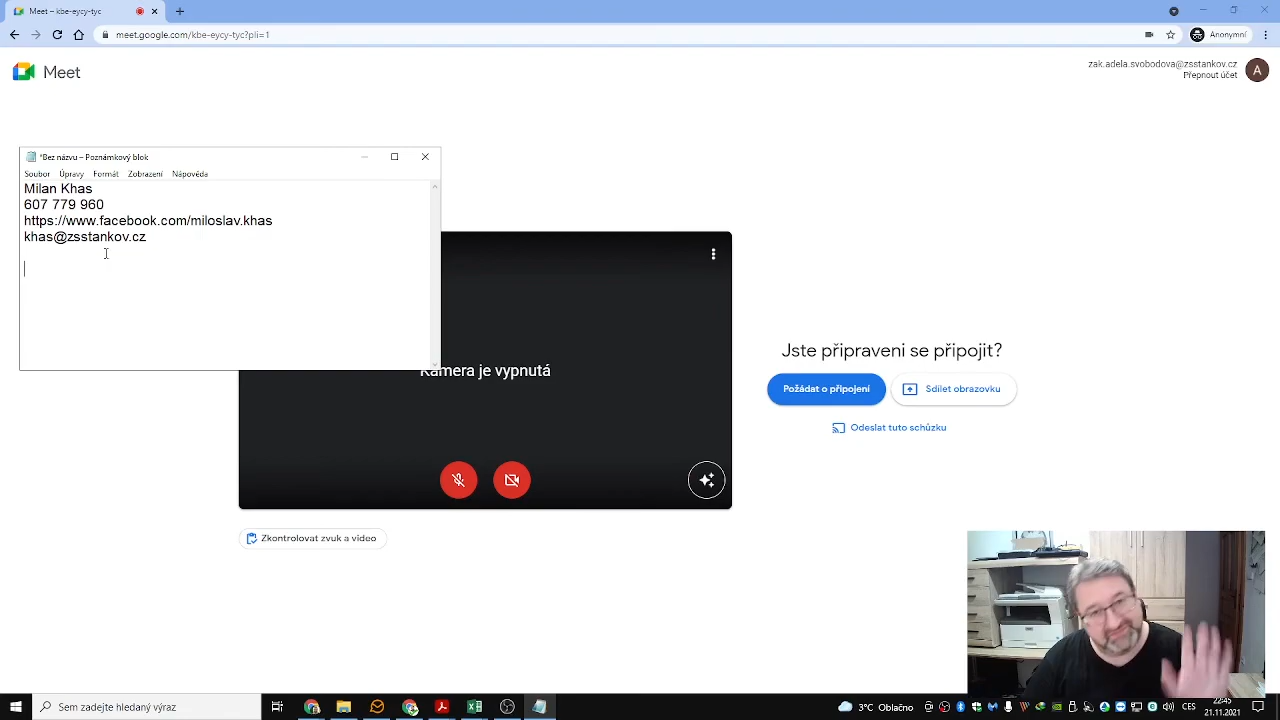 Meet – kbe-eycy-tyc
meet.google.com/kbe-eycy-tyc?pli=1
Anonymní
Meet
zak.adela.svobodova@zsstankov.cz
Přepnout účet
A
*Bez názvu – Poznámkový blok
Soubor Úpravy Formát Zobrazení Nápověda
Milan Khas
607 779 960
https://www.facebook.com/miloslav.khas
khas@zsstankov.cz
Kamera je vypnutá
Jste připraveni se připojit?
Požádat o připojení
Sdílet obrazovku
Odeslat tuto schůzku
Zkontrolovat zvuk a video
Sem zadejte hledaný výraz
3°C Oblačno
CES
22:45
21.11.2021